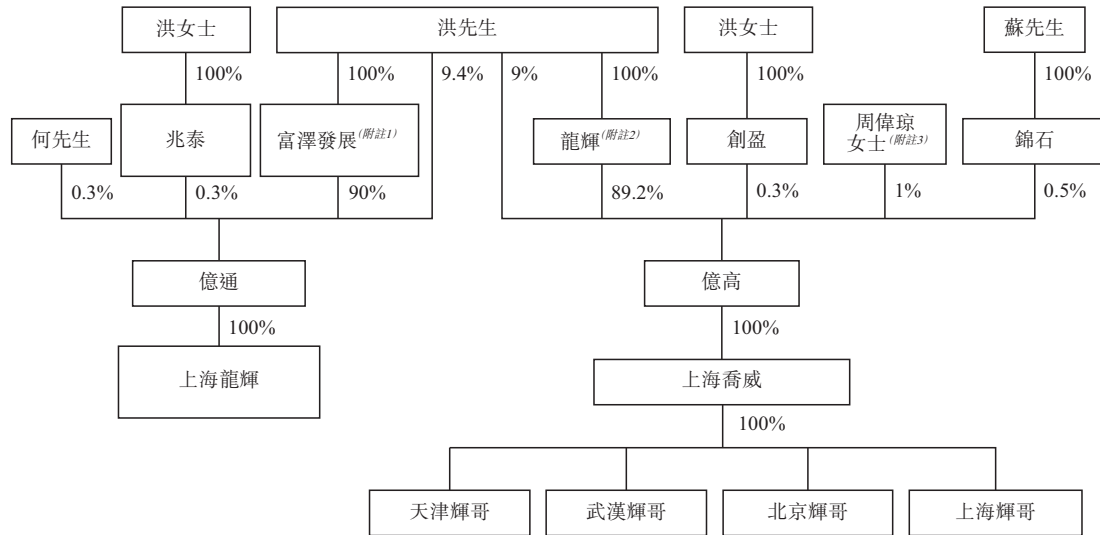 洪女士
洪先生
洪女士
蘇先生
100%
100%
9.4%
9%
100%
100%
100%
何先生
兆泰
富澤發展(附註1)
龍輝(附註2)
創盈
周偉琼
女士(附註3)
錦石
0.3%
0.3%
90%
89.2%
0.3%
1%
0.5%
億通
億高
100%
100%
上海龍輝
上海喬威
100%
天津輝哥
武漢輝哥
北京輝哥
上海輝哥